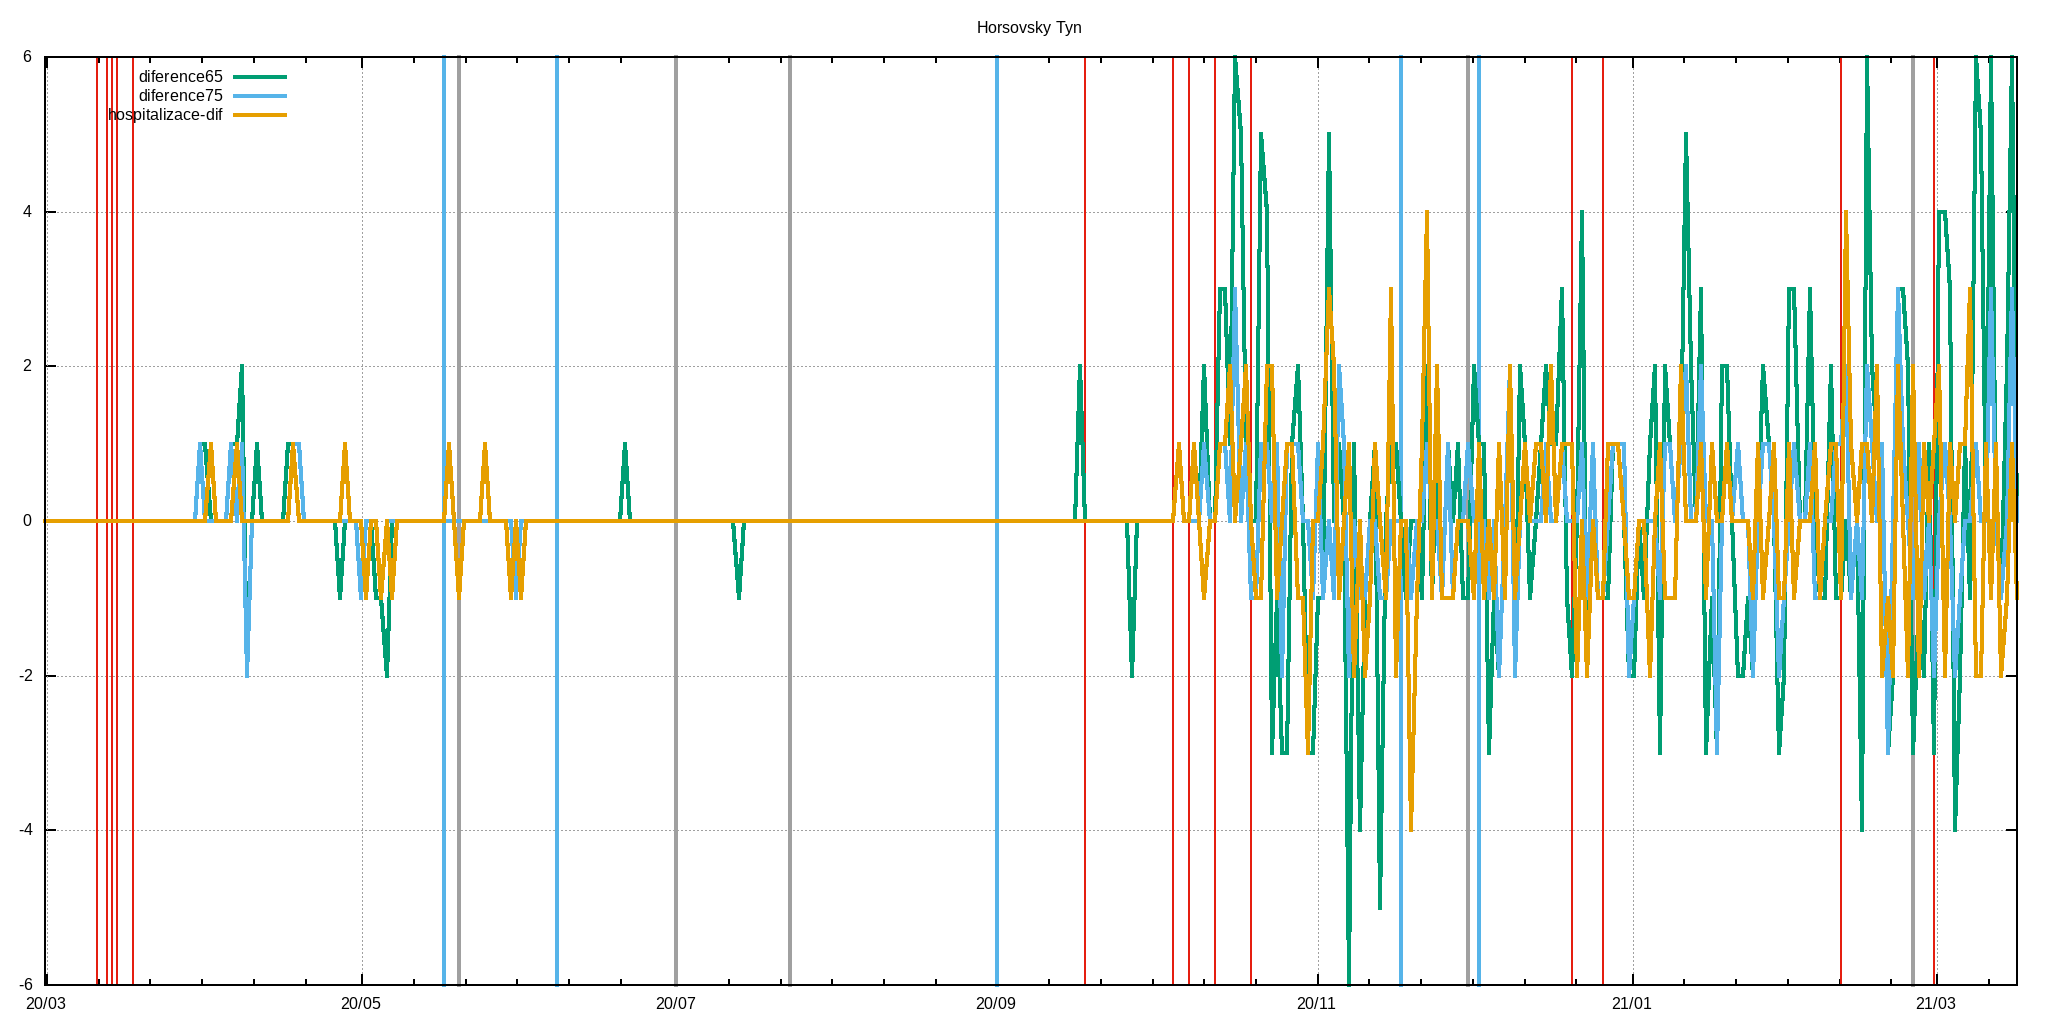 Horsovsky Tyn
diference65
diference75
hospitalizace-dif
6
4
2
0
-2
-4
-6
20/03 20/05 20/07 20/09 20/11 21/01 21/03